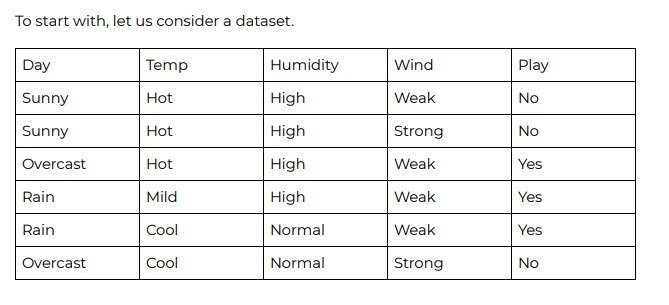 To start with, let us consider a dataset.
Day Temp Humidity Wind Play
Sunny Hot High Weak No
Sunny Hot High Strong No
Overcast Hot High Weak Yes
Rain Mild High Weak Yes
Rain Cool Normal Weak Yes
Overcast Cool Normal Strong No